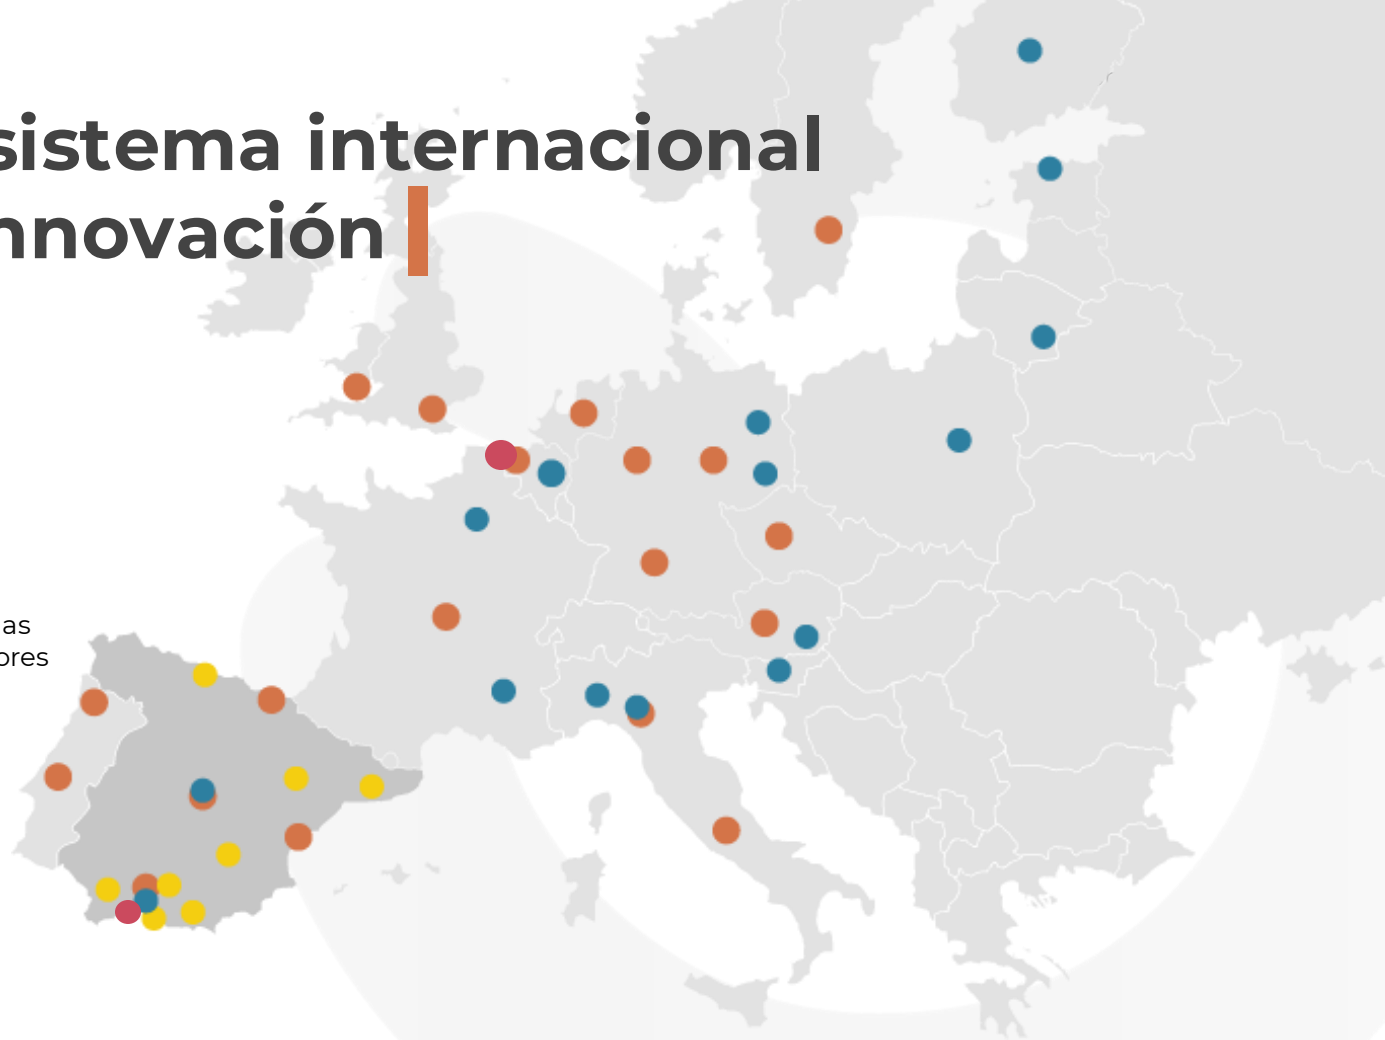 sistema internacional
nnovación
as
ores